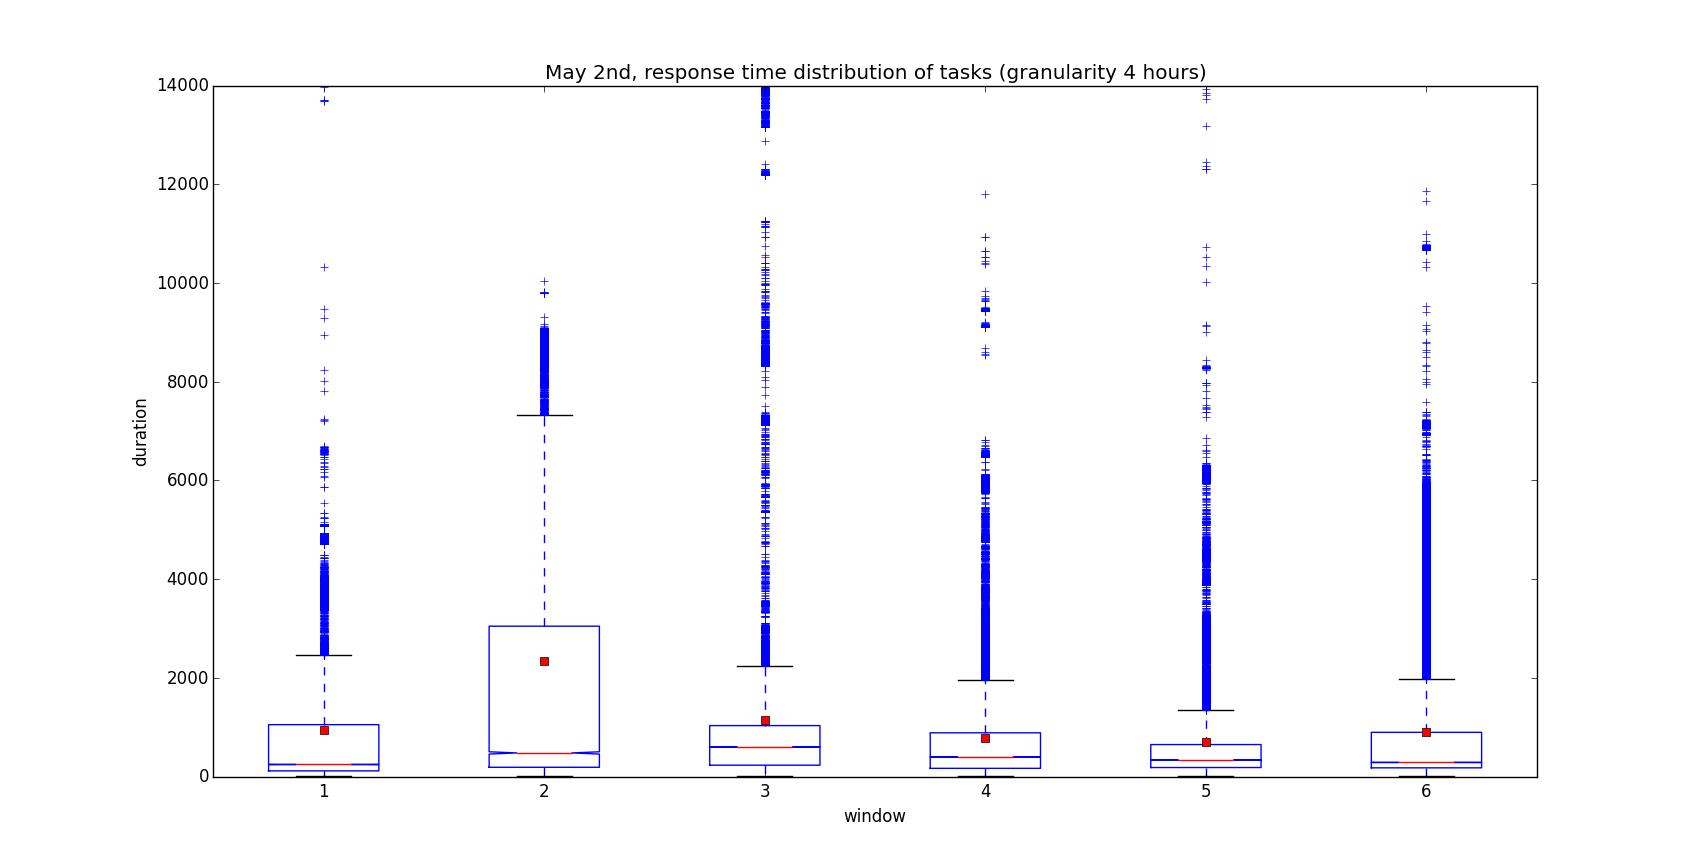 May 2nd, response time distribution of tasks (granularity 4 hours)
14000
12000
10000
8000
6000
4000
2000
0
duration
1 2 3 4 5 6
window